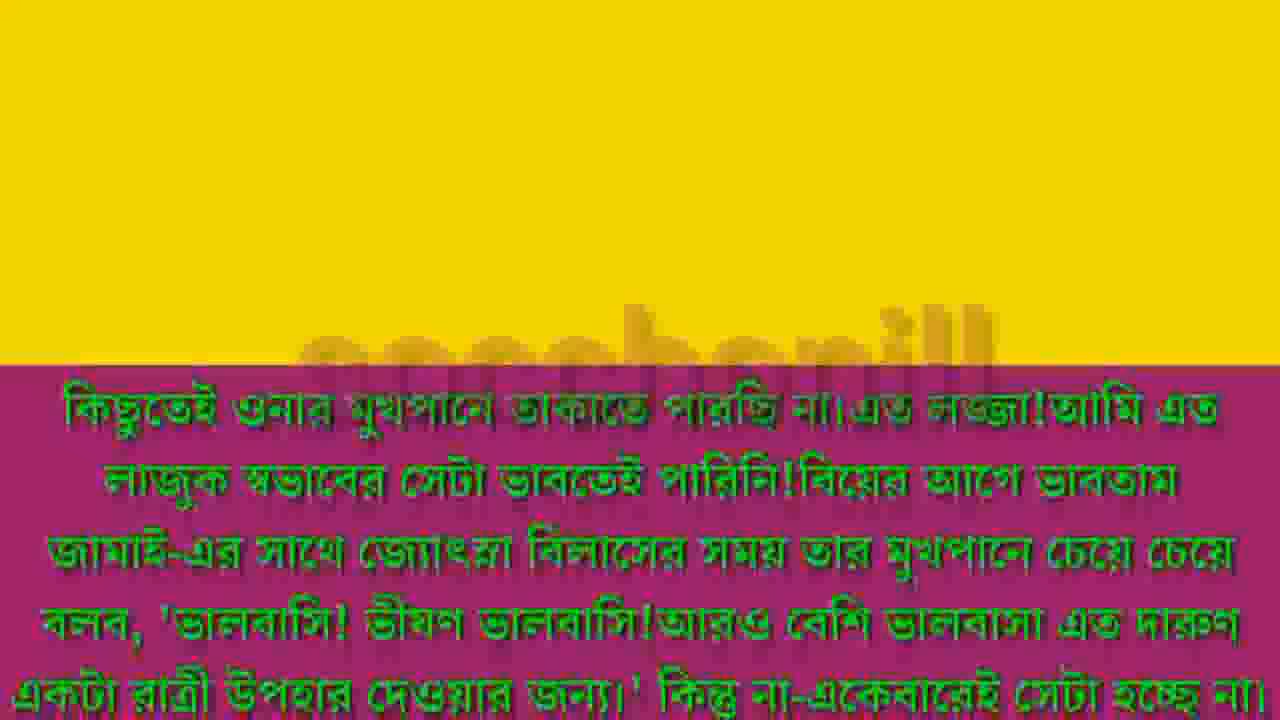 কিছুতেই ওনার মুখপানে তাকাতে পারছি না।এত লজ্জা!আমি এত
লাজুক স্বভাবের সেটা ভাবতেই পারিনি!বিয়ের আগে ভাবতাম
জামাই-এর সাথে জ্যোৎস্না বিলাসের সময় তার মুখপানে চেয়ে চেয়ে
বলব, 'ভালবাসি! ভীষণ ভালবাসি!আরও বেশি ভালবাসা এত দারুণ
একটা রাত্রী উপহার দেওয়ার জন্য।' কিন্তু না-একেবারেই সেটা হচ্ছে না।